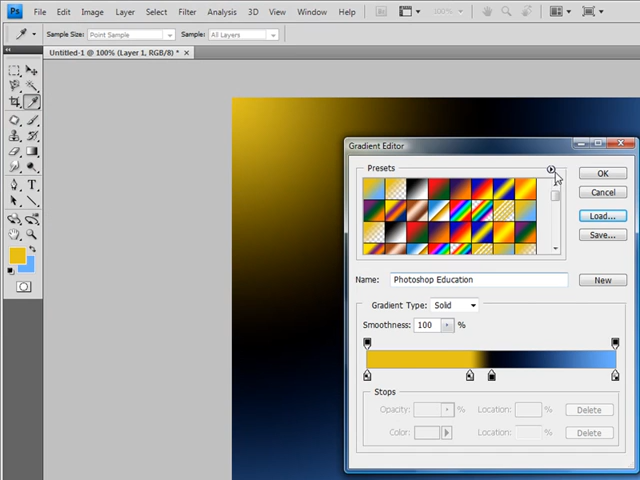 Ps File Edit Image Layer Select Filter Analysis 3D View Window Help Br 100%
Sample Size: Point Sample Sample: All Layers
Untitled-1 @ 100% (Layer 1, RGB/8) *
Gradient Editor
Presets
OK
Cancel
Load...
Save...
Name: Photoshop Education New
Gradient Type: Solid
Smoothness: 100 %
Stops
Opacity: % Location: % Delete
Color: Location: % Delete